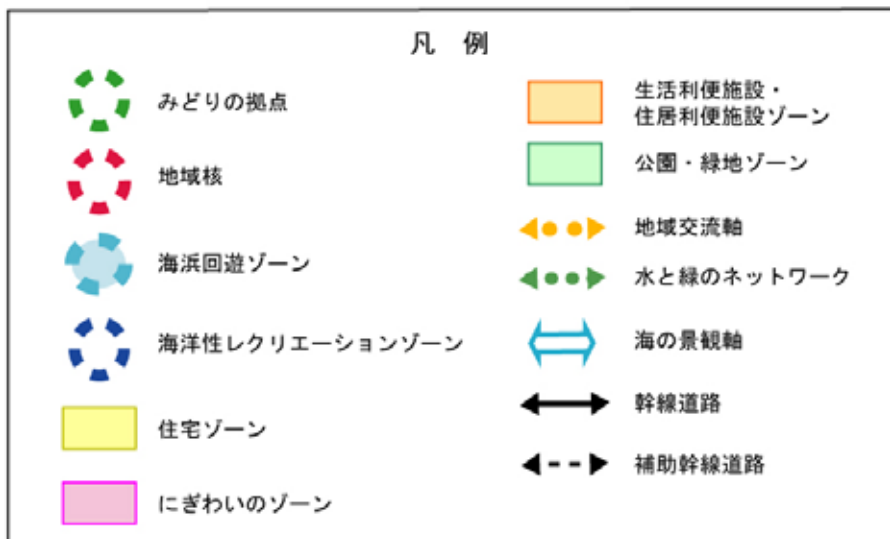 凡 例
みどりの拠点
地域核
海浜回遊ゾーン
海洋性レクリエーションゾーン
住宅ゾーン
にぎわいのゾーン
生活利便施設・
住居利便施設ゾーン
公園・緑地ゾーン
地域交流軸
水と緑のネットワーク
海の景観軸
幹線道路
補助幹線道路